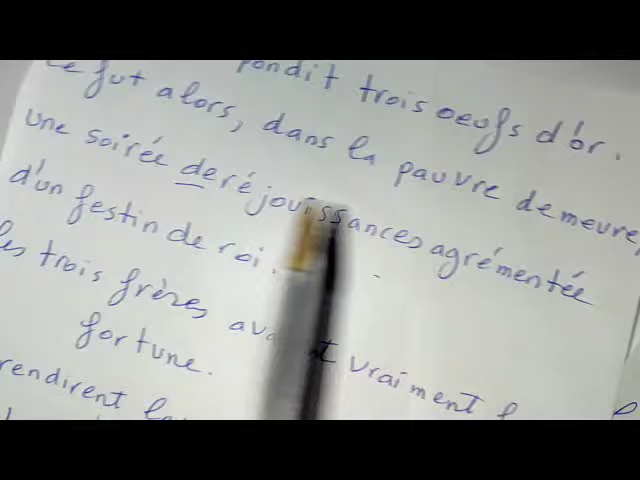 pondit trois oeufs d'or.
Ce fut alors, dans la pauvre demeure,
une soirée de réjouissances agrémentée
d'un festin de roi.
les trois frères vraiment
fortune.
rendirent